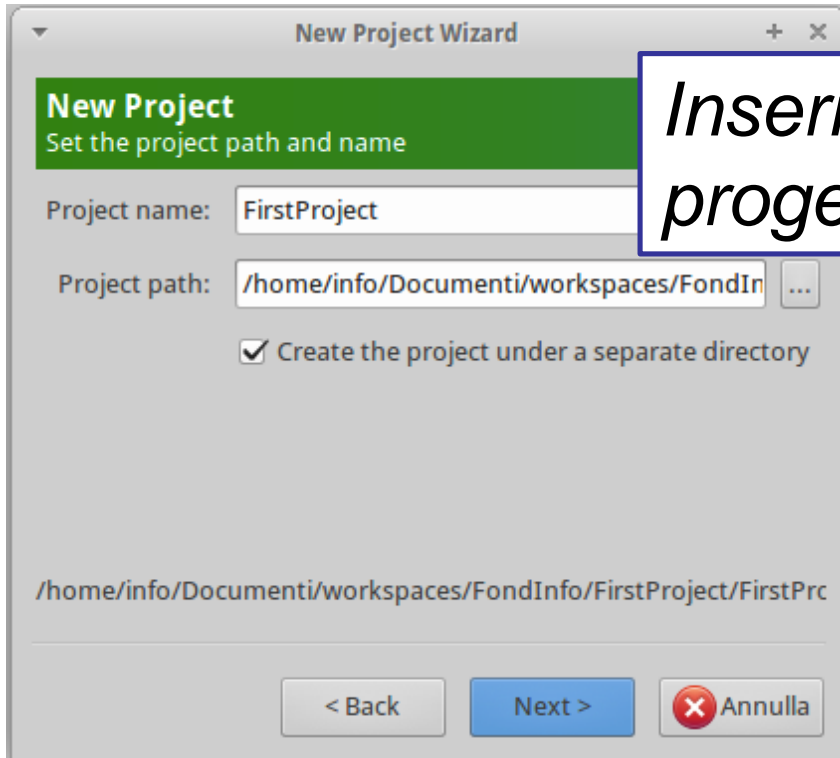 New Project Wizard
New Project
Set the project path and name
Project name: FirstProject
Project path: /home/info/Documenti/workspaces/FondIn ...
Create the project under a separate directory
/home/info/Documenti/workspaces/FondInfo/FirstProject/FirstPro
< Back Next > Annulla